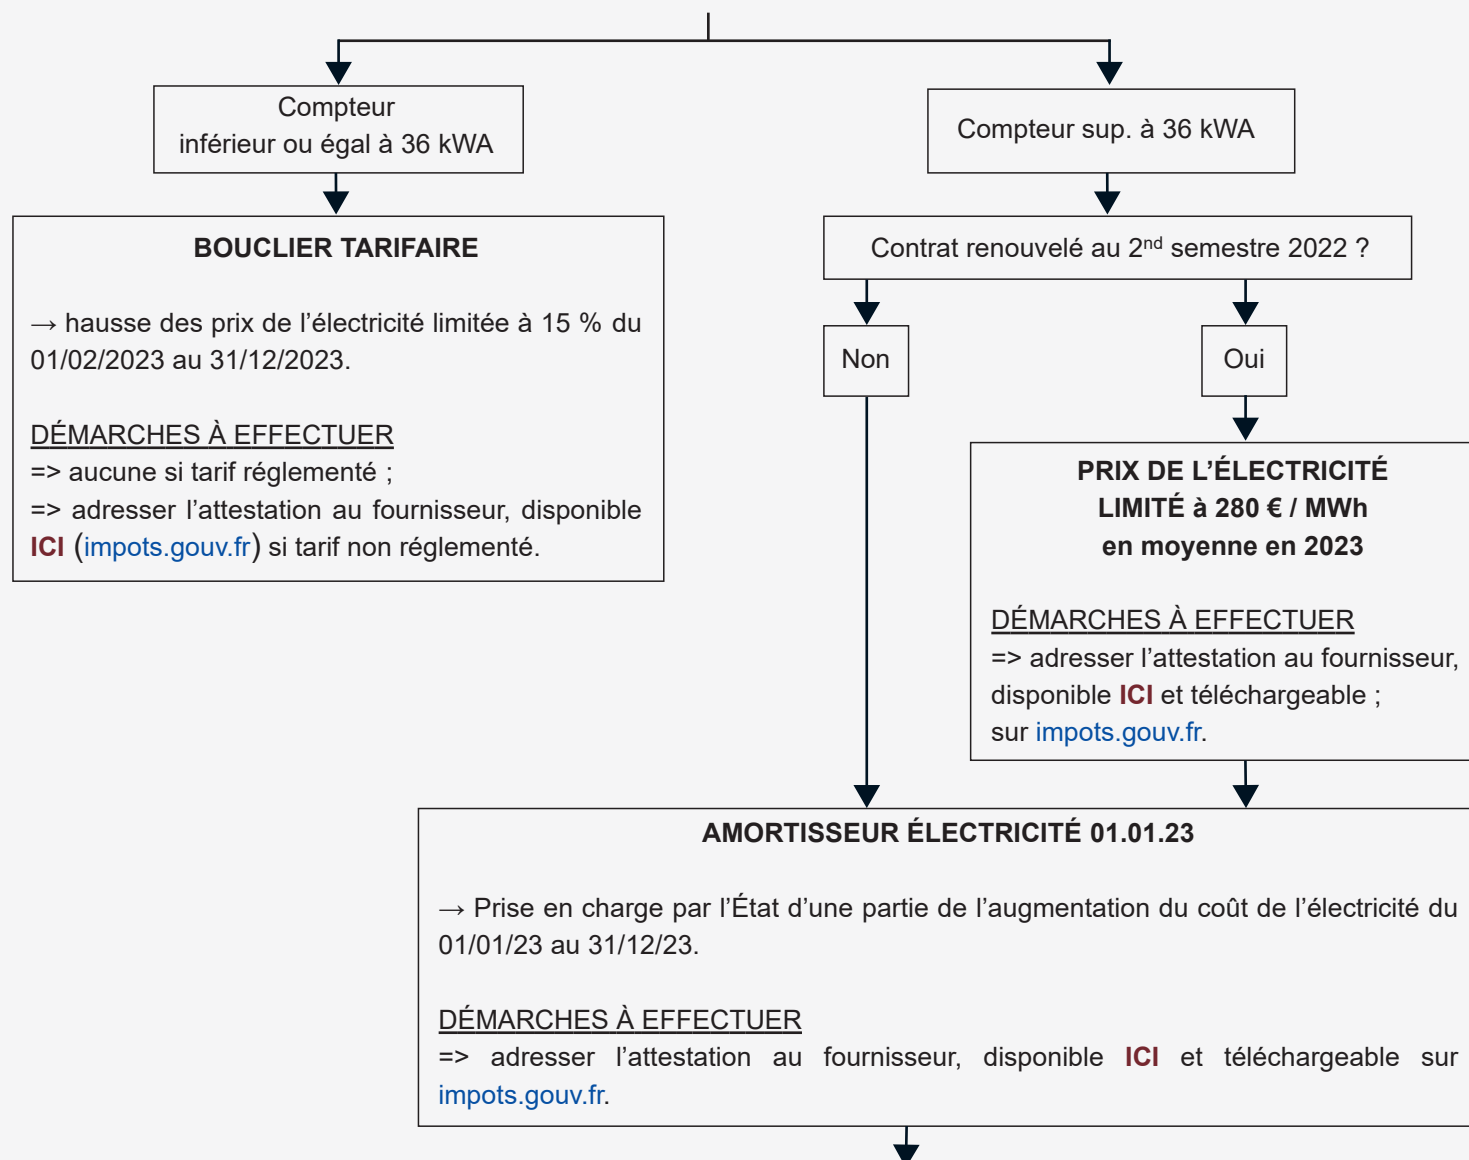 Compteur
inférieur ou égal à 36 kWA
Compteur sup. à 36 kWA
BOUCLIER TARIFAIRE
→ hausse des prix de l’électricité limitée à 15 % du
01/02/2023 au 31/12/2023.
DÉMARCHES À EFFECTUER
=> aucune si tarif réglementé ;
=> adresser l’attestation au fournisseur, disponible
ICI (impots.gouv.fr) si tarif non réglementé.
Contrat renouvelé au 2nd semestre 2022 ?
Non
Oui
PRIX DE L’ÉLECTRICITÉ
LIMITÉ à 280 € / MWh
en moyenne en 2023
DÉMARCHES À EFFECTUER
=> adresser l’attestation au fournisseur,
disponible ICI et téléchargeable ;
sur impots.gouv.fr.
AMORTISSEUR ÉLECTRICITÉ 01.01.23
→ Prise en charge par l’État d’une partie de l’augmentation du coût de l’électricité du
01/01/23 au 31/12/23.
DÉMARCHES À EFFECTUER
=> adresser l’attestation au fournisseur, disponible ICI et téléchargeable sur
impots.gouv.fr.